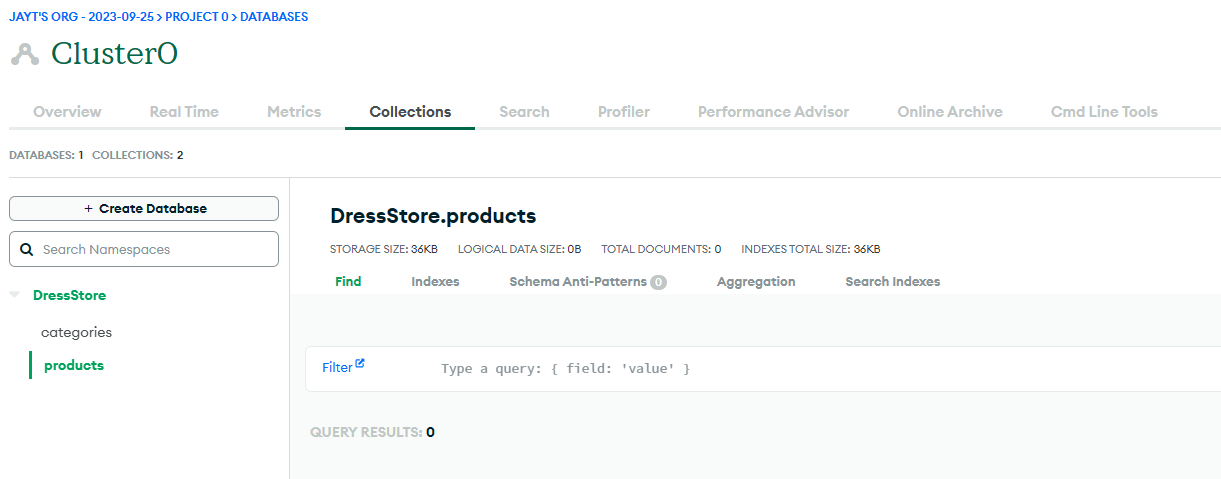 JAYT'S ORG - 2023-09-25 > PROJECT 0 > DATABASES
Cluster0
Overview Real Time Metrics Collections Search Profiler Performance Advisor Online Archive Cmd Line Tools
DATABASES: 1 COLLECTIONS: 2
+ Create Database
Search Namespaces
DressStore
categories
products
DressStore.products
STORAGE SIZE: 36KB LOGICAL DATA SIZE: 0B TOTAL DOCUMENTS: 0 INDEXES TOTAL SIZE: 36KB
Find Indexes Schema Anti-Patterns 0 Aggregation Search Indexes
Filter Type a query: { field: 'value' }
QUERY RESULTS: 0